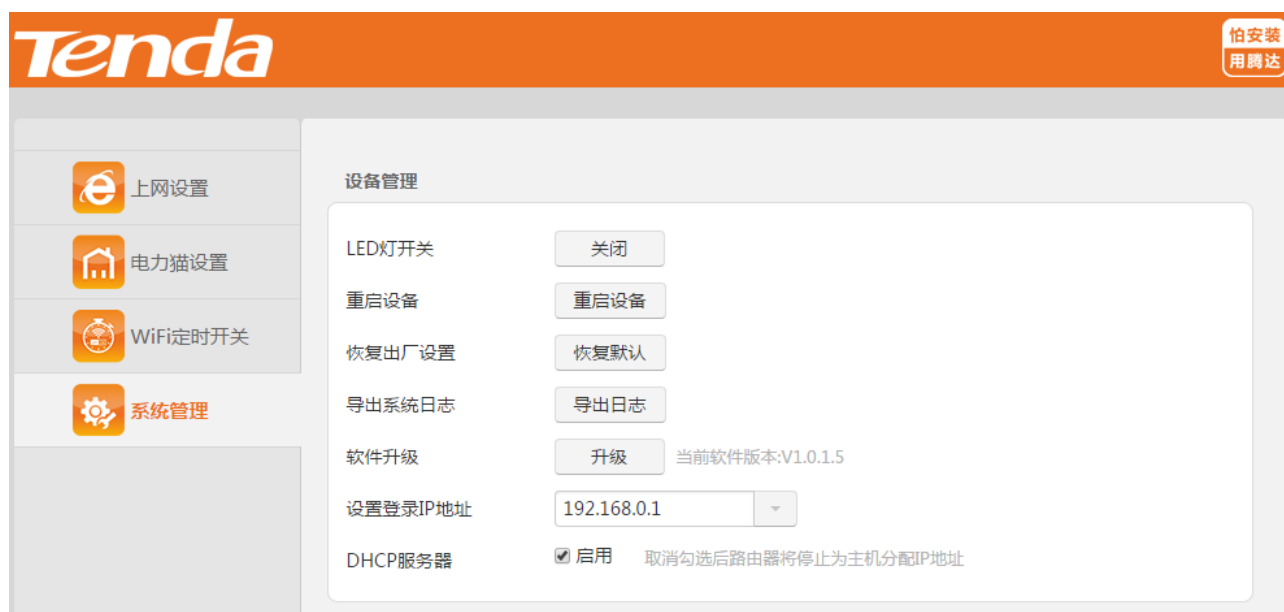 Tenda
怕安装
用腾达
上网设置
电力猫设置
WiFi定时开关
系统管理
设备管理
LED灯开关 关闭
重启设备 重启设备
恢复出厂设置 恢复默认
导出系统日志 导出日志
软件升级 升级 当前软件版本:V1.0.1.5
设置登录IP地址 192.168.0.1
DHCP服务器 启用 取消勾选后路由器将停止为主机分配IP地址